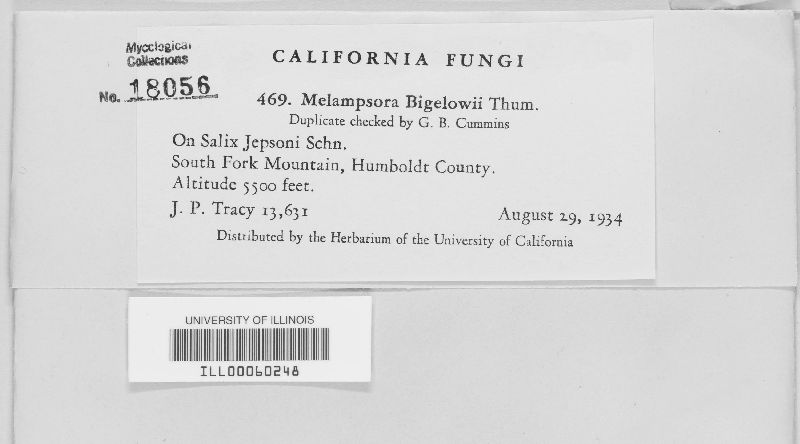 Mycological
Collections
No. 18056
CALIFORNIA FUNGI
469. Melampsora Bigelowii Thum.
Duplicate checked by G. B. Cummins
On Salix Jepsoni Schn.
South Fork Mountain, Humboldt County.
Altitude 5500 feet.
J. P. Tracy 13,631 August 29, 1934
Distributed by the Herbarium of the University of California
UNIVERSITY OF ILLINOIS
ILL00060248